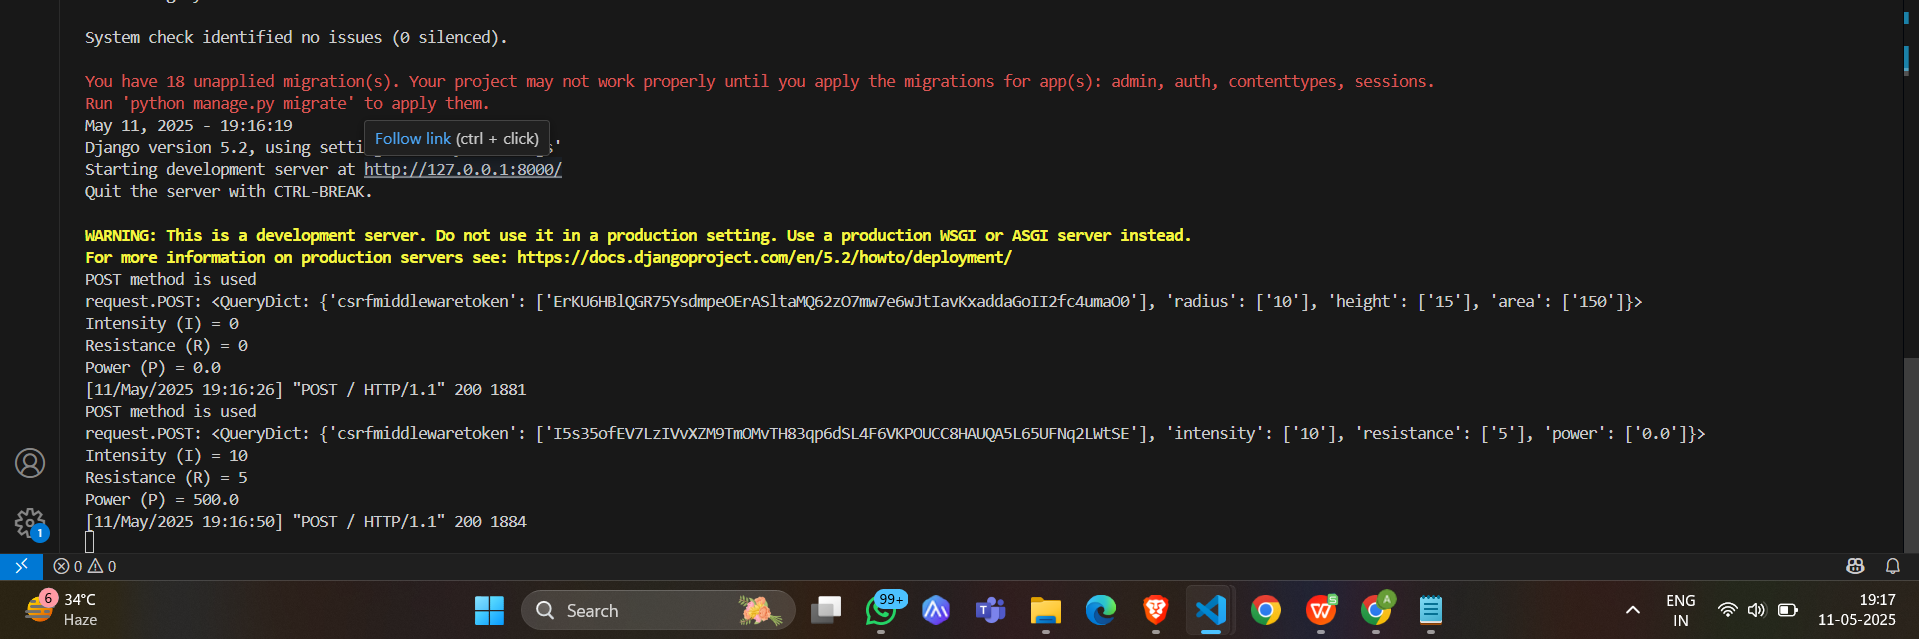 System check identified no issues (0 silenced).
You have 18 unapplied migration(s). Your project may not work properly until you apply the migrations for app(s): admin, auth, contenttypes, sessions.
Run 'python manage.py migrate' to apply them.
May 11, 2025 - 19:16:19
Follow link (ctrl + click)
Django version 5.2, using
Starting development server at http://127.0.0.1:8000/
Quit the server with CTRL-BREAK.
WARNING: This is a development server. Do not use it in a production setting. Use a production WSGI or ASGI server instead.
For more information on production servers see: https://docs.djangoproject.com/en/5.2/howto/deployment/
POST method is used
request.POST: <QueryDict: {'csrfmiddlewaretoken': ['ErKU6HBlQGR75YsdmpeOErASltaMQ62zO7mw7e6wJtIavKxaddaGoII2fc4umaO0'], 'radius': ['10'], 'height': ['15'], 'area': ['150']}>
Intensity (I) = 0
Resistance (R) = 0
Power (P) = 0.0
[11/May/2025 19:16:26] "POST / HTTP/1.1" 200 1881
POST method is used
request.POST: <QueryDict: {'csrfmiddlewaretoken': ['I5s35ofEV7LzIVvXZM9TmOMvTH83qp6dSL4F6VKPOUCC8HAUQA5L65UFNq2LWtSE'], 'intensity': ['10'], 'resistance': ['5'], 'power': ['0.0']}>
Intensity (I) = 10
Resistance (R) = 5
Power (P) = 500.0
[11/May/2025 19:16:50] "POST / HTTP/1.1" 200 1884
1
0 0
6
34°C
Haze
Search
99+
ENG
IN
19:17
11-05-2025